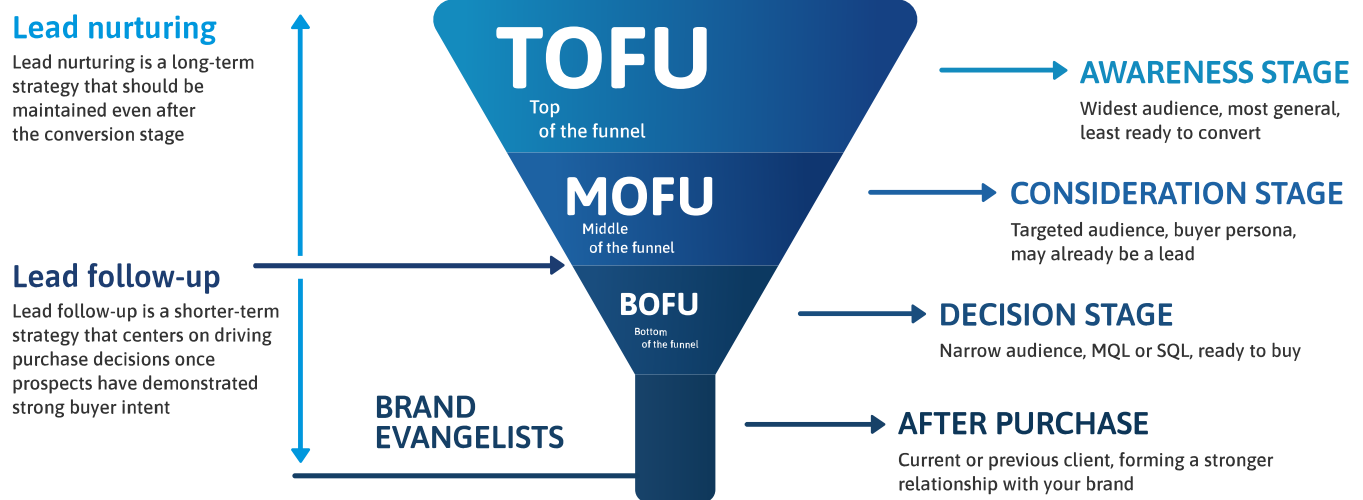 Lead nurturing
Lead nurturing is a long-term
strategy that should be
maintained even after
the conversion stage
Lead follow-up
Lead follow-up is a shorter-term
strategy that centers on driving
purchase decisions once
prospects have demonstrated
strong buyer intent
TOFU
Top
of the funnel
MOFU
Middle
of the funnel
BOFU
Bottom
of the funnel
BRAND
EVANGELISTS
AWARENESS STAGE
Widest audience, most general,
least ready to convert
CONSIDERATION STAGE
Targeted audience, buyer persona,
may already be a lead
DECISION STAGE
Narrow audience, MQL or SQL, ready to buy
AFTER PURCHASE
Current or previous client, forming a stronger
relationship with your brand